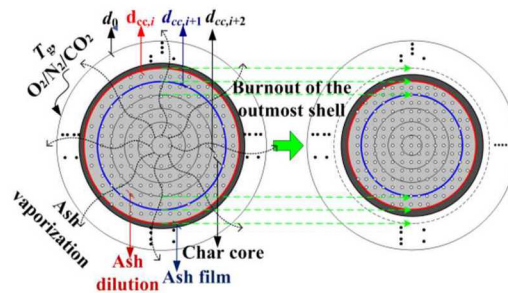 d0 dcc,i dcc,i+1 dcc,i+2
Tg,
O2/N2/CO2
Burnout of the
outmost shell
Ash
vaporization
Char core
Ash
dilution
Ash film